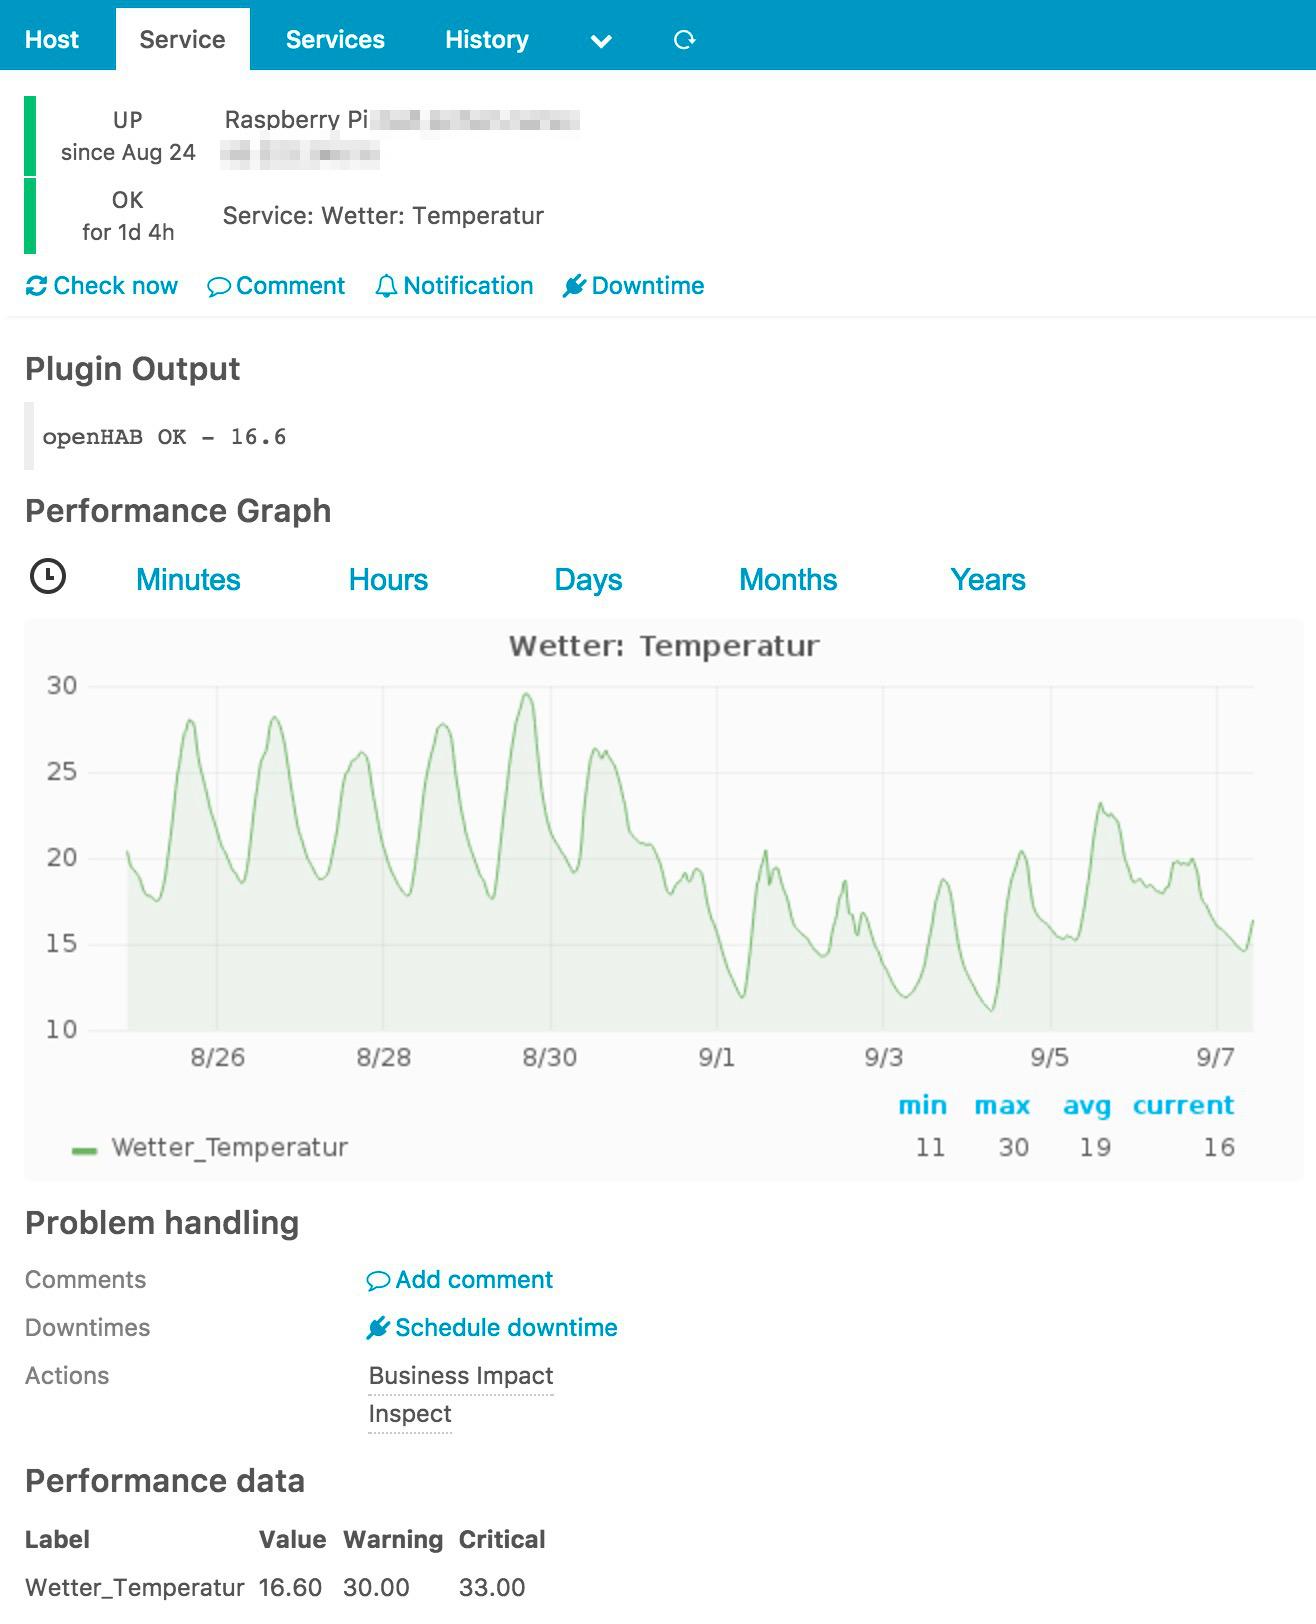 Host Service Services History
UP
since Aug 24
Raspberry Pi
OK
for 1d 4h
Service: Wetter: Temperatur
Check now Comment Notification Downtime
Plugin Output
openHAB OK - 16.6
Performance Graph
Minutes Hours Days Months Years
Wetter: Temperatur
30
25
20
15
10
8/26 8/28 8/30 9/1 9/3 9/5 9/7
min max avg current
Wetter_Temperatur 11 30 19 16
Problem handling
Comments Add comment
Downtimes Schedule downtime
Actions Business Impact
Inspect
Performance data
Label Value Warning Critical
Wetter_Temperatur 16.60 30.00 33.00